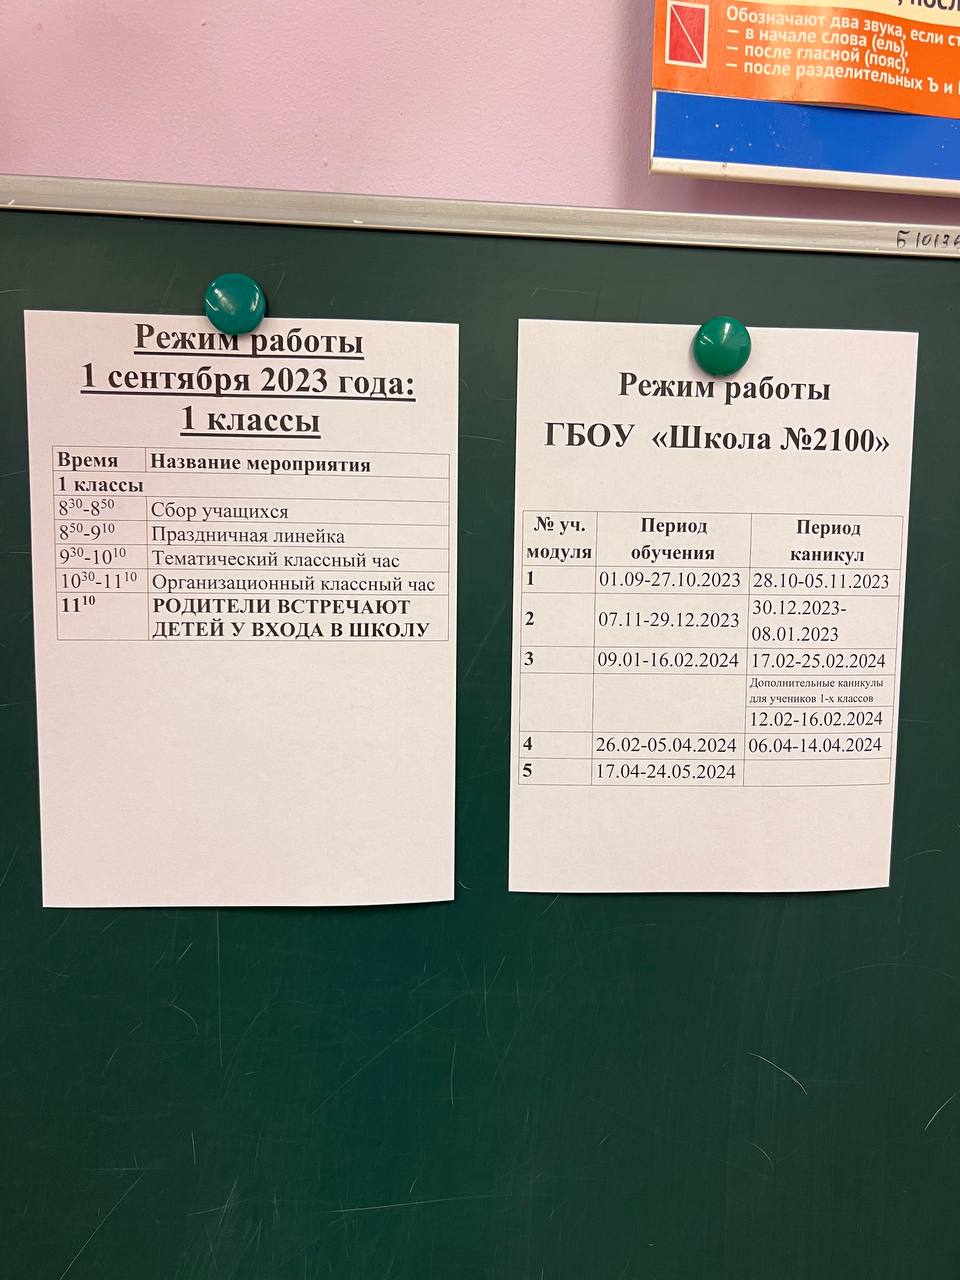 Обозначают два звука, если
– в начале слова (ель),
– после гласной (пояс),
– после разделительных Ъ и
Б 10136
Режим работы
1 сентября 2023 года:
1 классы
Время Название мероприятия
1 классы
8³⁰-8⁵⁰ Сбор учащихся
8⁵⁰-9¹⁰ Праздничная линейка
9³⁰-10¹⁰ Тематический классный час
10³⁰-11¹⁰ Организационный классный час
11¹⁰ РОДИТЕЛИ ВСТРЕЧАЮТ
ДЕТЕЙ У ВХОДА В ШКОЛУ
Режим работы
ГБОУ «Школа №2100»
№ уч. Период Период
модуля обучения каникул
1 01.09-27.10.2023 28.10-05.11.2023
2 07.11-29.12.2023 30.12.2023-
08.01.2023
3 09.01-16.02.2024 17.02-25.02.2024
Дополнительные каникулы
для учеников 1-х классов
12.02-16.02.2024
4 26.02-05.04.2024 06.04-14.04.2024
5 17.04-24.05.2024